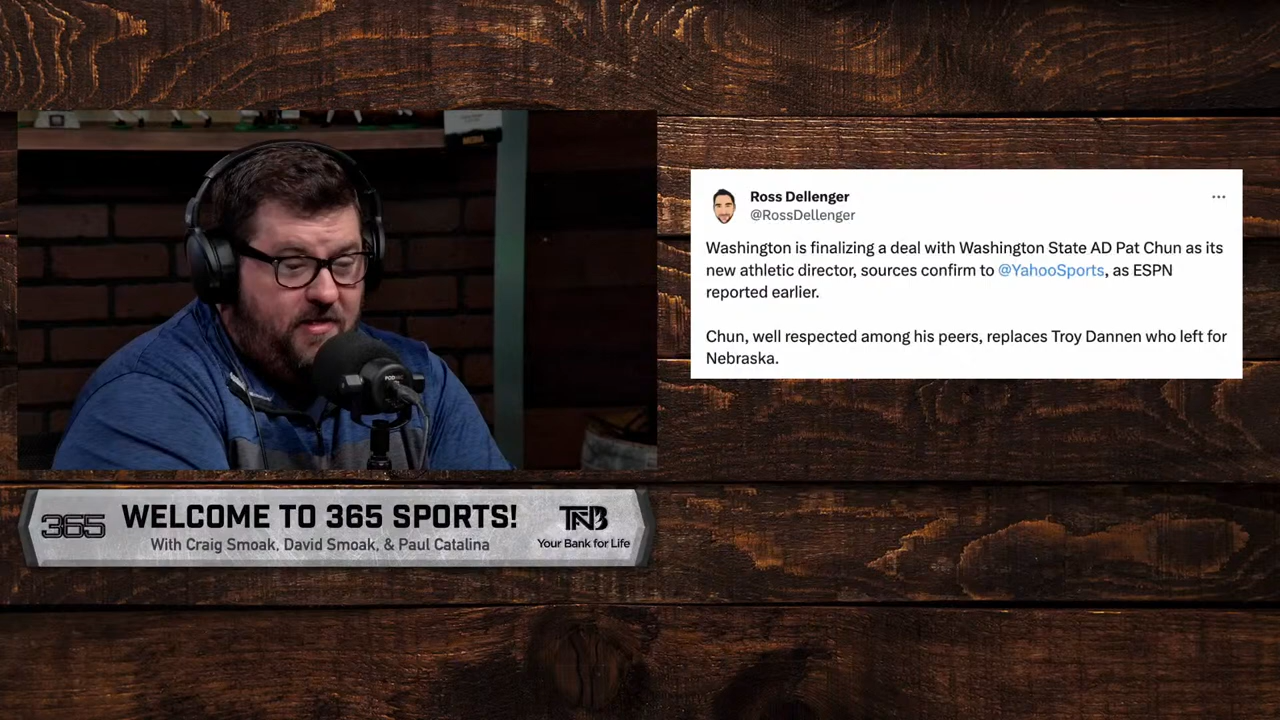 Ross Dellenger
@RossDellenger
Washington is finalizing a deal with Washington State AD Pat Chun as its
new athletic director, sources confirm to @YahooSports, as ESPN
reported earlier.
Chun, well respected among his peers, replaces Troy Dannen who left for
Nebraska.
365
WELCOME TO 365 SPORTS!
With Craig Smoak, David Smoak, & Paul Catalina
TNB
Your Bank for Life